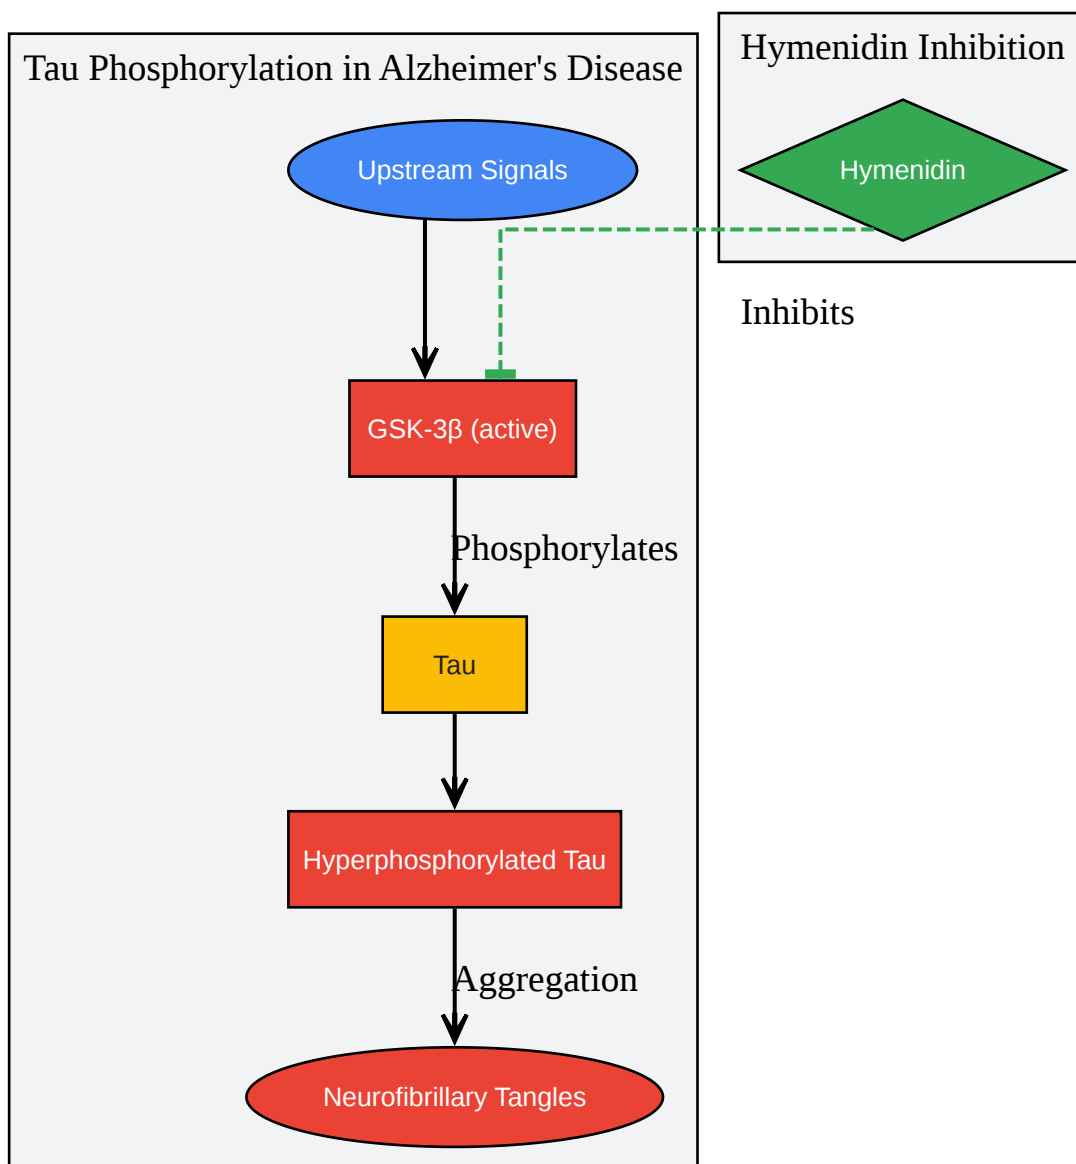 Tau Phosphorylation in Alzheimer's Disease
Hymenidin Inhibition
Upstream Signals
Hymenidin
Inhibits
GSK-3β (active)
Phosphorylates
Tau
Hyperphosphorylated Tau
Aggregation
Neurofibrillary Tangles